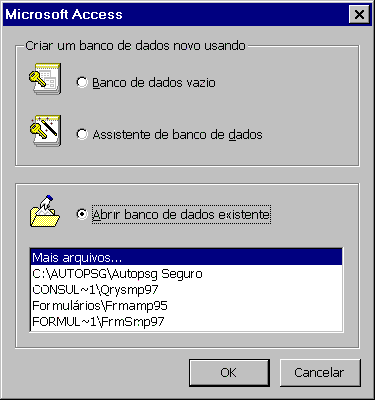 Microsoft Access
Criar um banco de dados novo usando
Banco de dados vazio
Assistente de banco de dados
Abrir banco de dados existente
Mais arquivos...
C:\AUTOPSG\Autopsg Seguro
CONSUL~1\Qrysmp97
Formulários\Frmamp95
FORMUL~1\FrmSmp97
OK
Cancelar